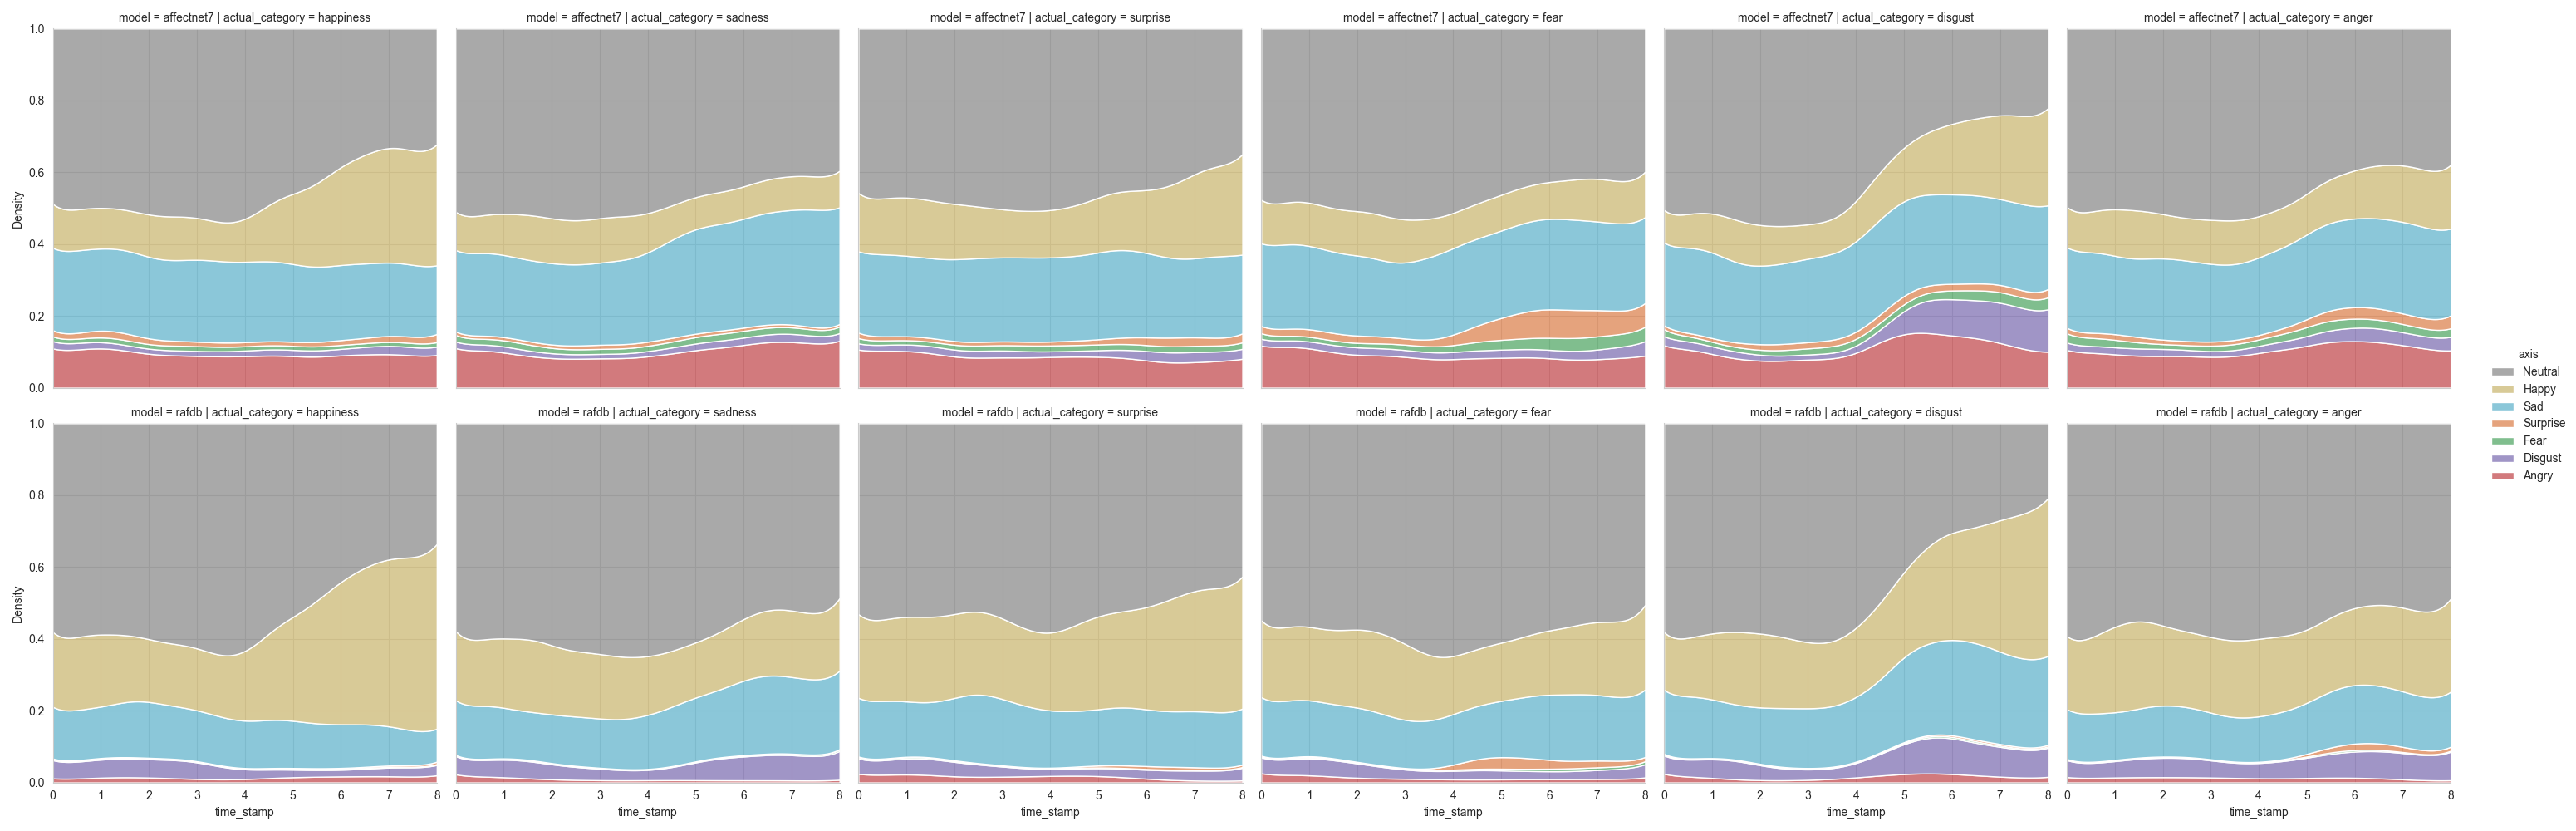 model = affectnet7 | actual_category = happiness
model = affectnet7 | actual_category = sadness
model = affectnet7 | actual_category = surprise
model = affectnet7 | actual_category = fear
model = affectnet7 | actual_category = disgust
model = affectnet7 | actual_category = anger
1.0
0.8
0.6
0.4
0.2
0.0
Density
model = rafdb | actual_category = happiness
model = rafdb | actual_category = sadness
model = rafdb | actual_category = surprise
model = rafdb | actual_category = fear
model = rafdb | actual_category = disgust
model = rafdb | actual_category = anger
1.0
0.8
0.6
0.4
0.2
0.0
Density
0 1 2 3 4 5 6 7 8
time_stamp
0 1 2 3 4 5 6 7 8
time_stamp
0 1 2 3 4 5 6 7 8
time_stamp
0 1 2 3 4 5 6 7 8
time_stamp
0 1 2 3 4 5 6 7 8
time_stamp
0 1 2 3 4 5 6 7 8
time_stamp
axis
Neutral
Happy
Sad
Surprise
Fear
Disgust
Angry